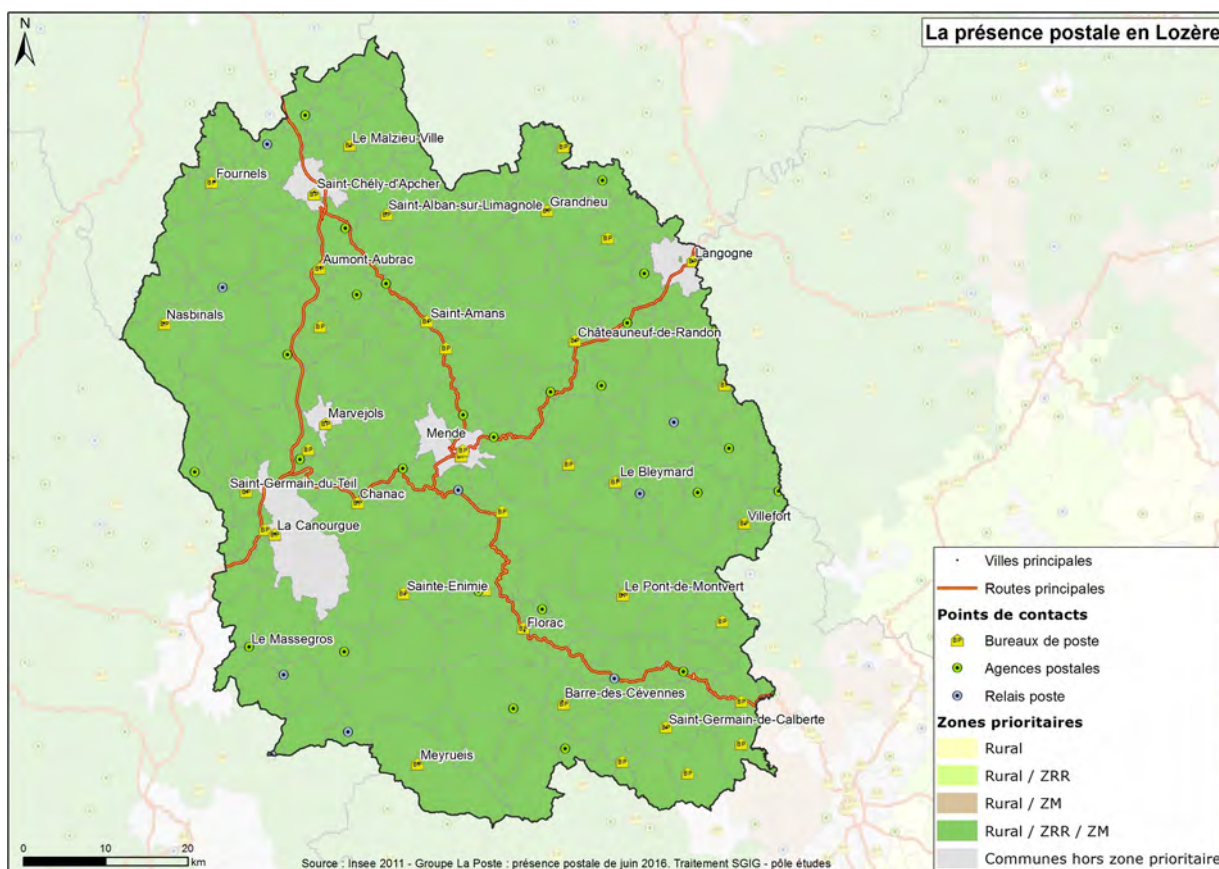 N
La présence postale en Lozère
Le Malzieu-Ville
Fournels
Saint-Chély-d'Apcher
Saint-Alban-sur-Limagnole
Grandrieu
Langogne
Aumont-Aubrac
Nasbinals
Saint-Amans
Châteauneuf-de-Randon
Marvejols
Mende
Le Bleymard
Saint-Germain-du-Teil
Chanac
Villefort
La Canourgue
Sainte-Enimie
Le Pont-de-Montvert
Florac
Le Massegros
Barre-des-Cévennes
Saint-Germain-de-Calberte
Meyrueis
Villes principales
Routes principales
Points de contacts
BP Bureaux de poste
Agences postales
Relais poste
Zones prioritaires
Rural
Rural / ZRR
Rural / ZM
Rural / ZRR / ZM
Communes hors zone prioritaire
0 10 20
km
Source : Insee 2011 - Groupe La Poste : présence postale de juin 2016. Traitement SGIG - pôle études